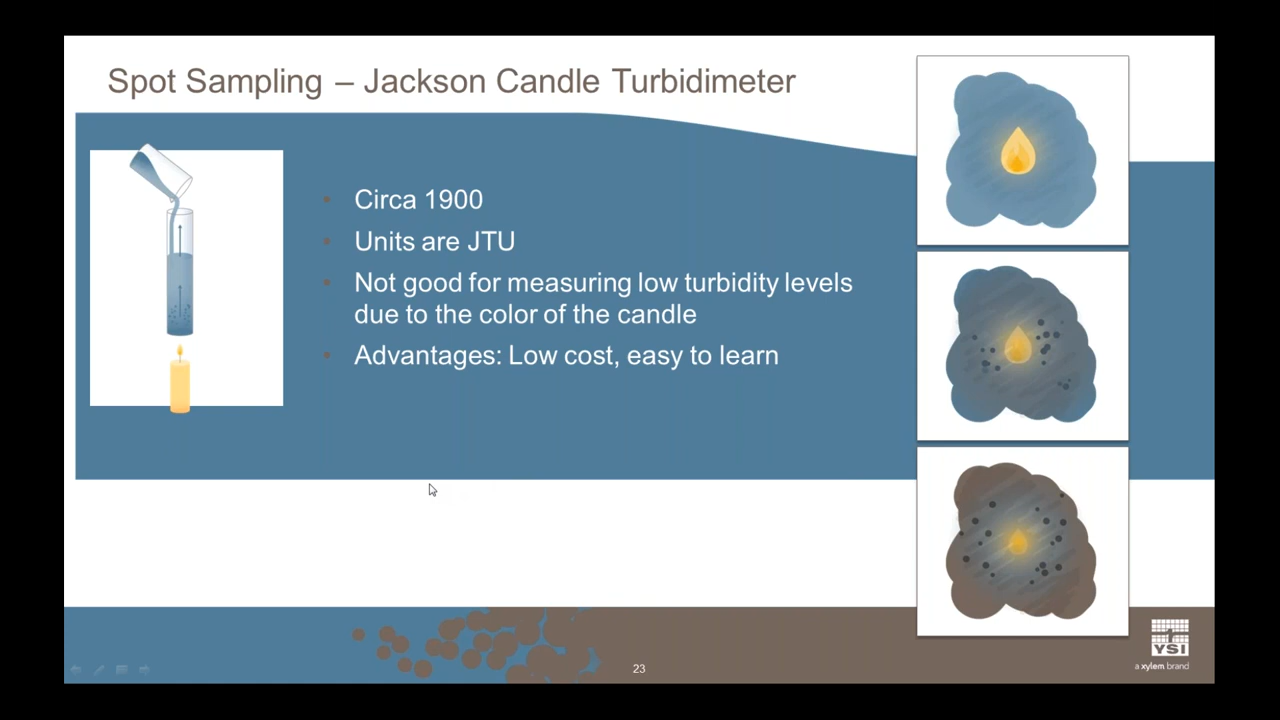 Spot Sampling – Jackson Candle Turbidimeter
• Circa 1900
• Units are JTU
• Not good for measuring low turbidity levels
due to the color of the candle
• Advantages: Low cost, easy to learn
23
YSI
a xylem brand